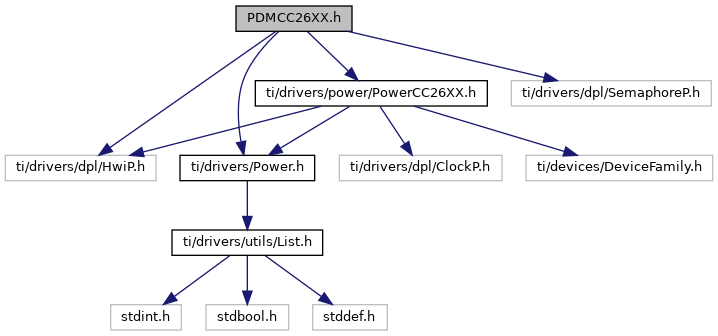 PDMCC26XX.h
ti/drivers/power/PowerCC26XX.h
ti/drivers/dpl/SemaphoreP.h
ti/drivers/dpl/HwiP.h
ti/drivers/Power.h
ti/drivers/dpl/ClockP.h
ti/devices/DeviceFamily.h
ti/drivers/utils/List.h
stdint.h
stdbool.h
stddef.h